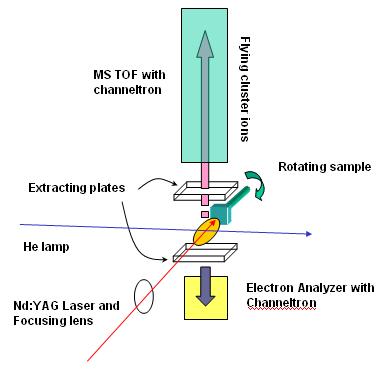 MS TOF with
channeltron
Flying cluster ions
Rotating sample
Extracting plates
He lamp
Electron Analyzer with
Channeltron
Nd:YAG Laser and
Focusing lens